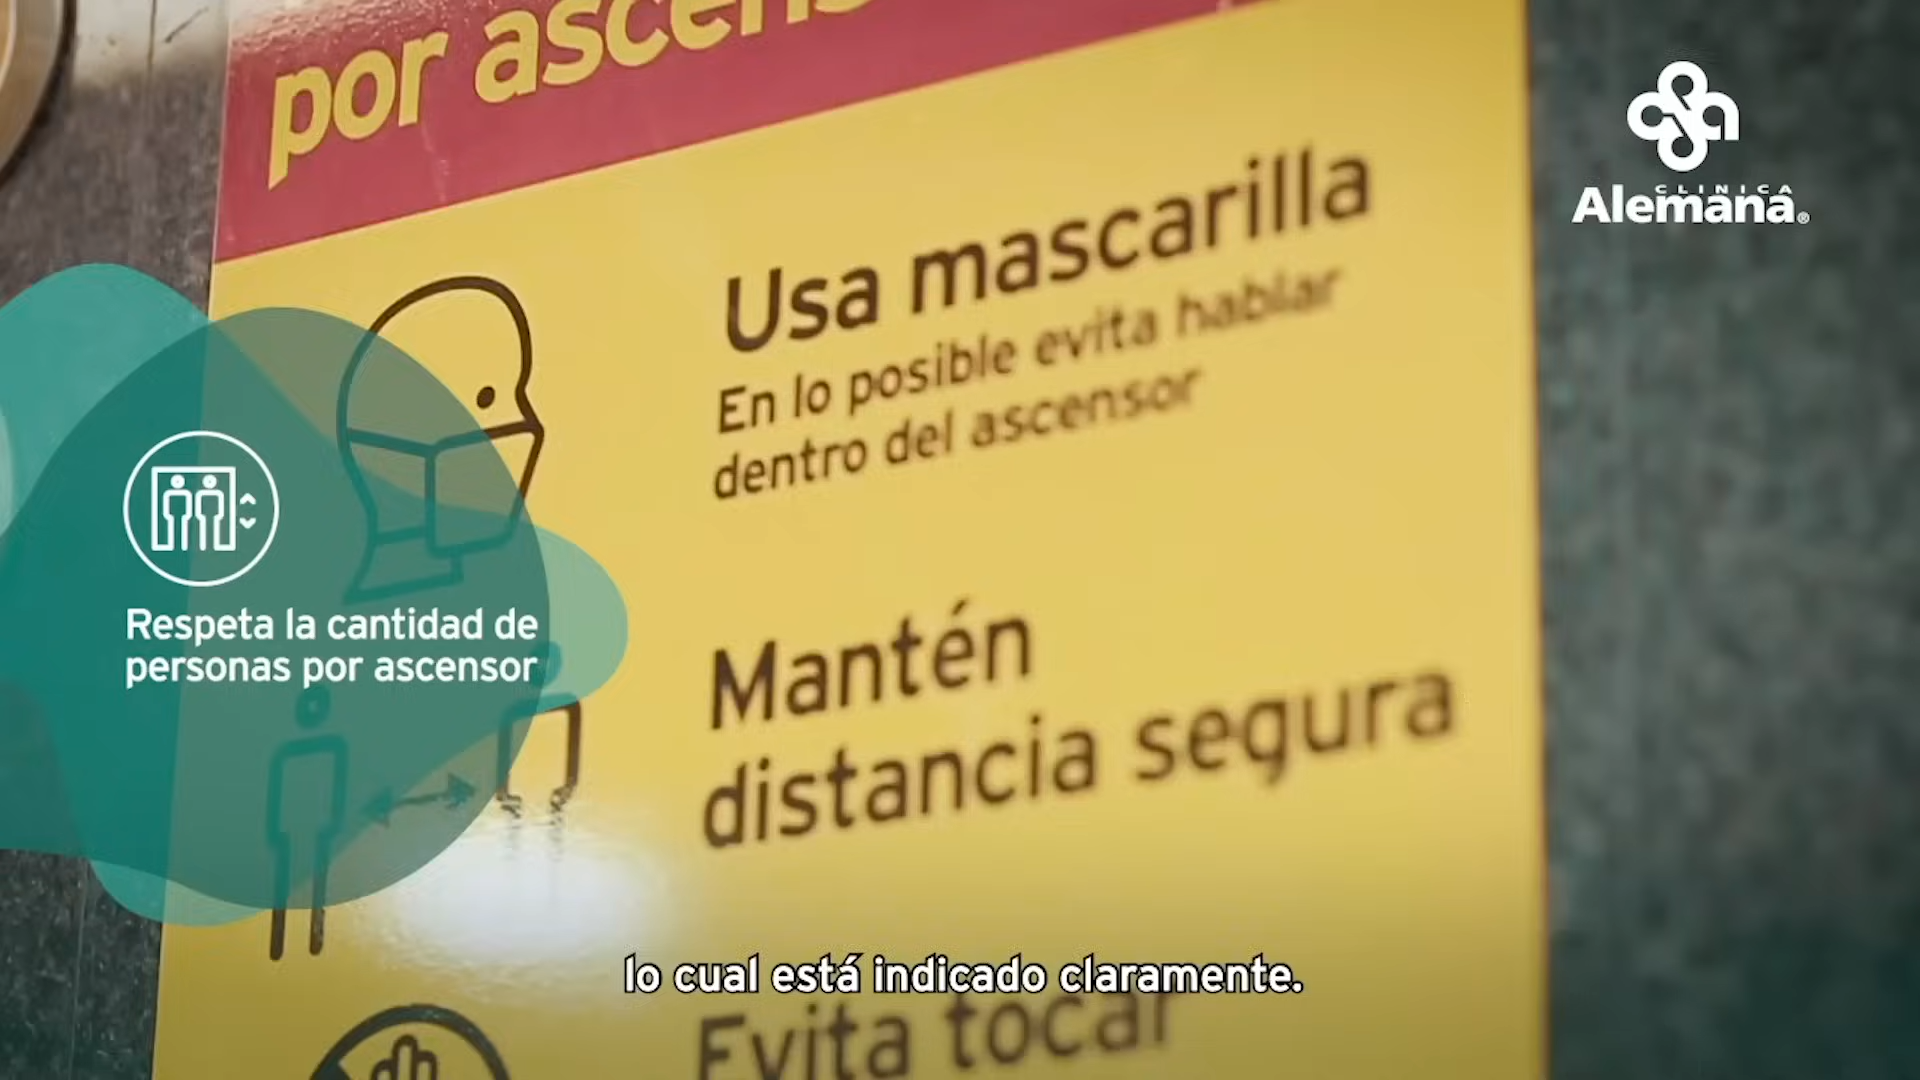 por ascens
Usa mascarilla
En lo posible evita hablar
dentro del ascensor
Mantén
distancia segura
Evita tocar
Respeta la cantidad de
personas por ascensor
CLINICA
Alemana®
lo cual está indicado claramente.